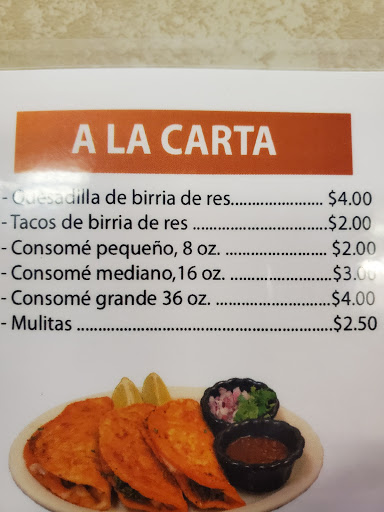 A LA CARTA
- Quesadilla de birria de res...................... $4.00
- Tacos de birria de res ........................... $2.00
- Consomé pequeño, 8 oz. ........................ $2.00
- Consomé mediano,16 oz. ........................ $3.00
- Consomé grande 36 oz. .......................... $4.00
- Mulitas .....................................................$2.50